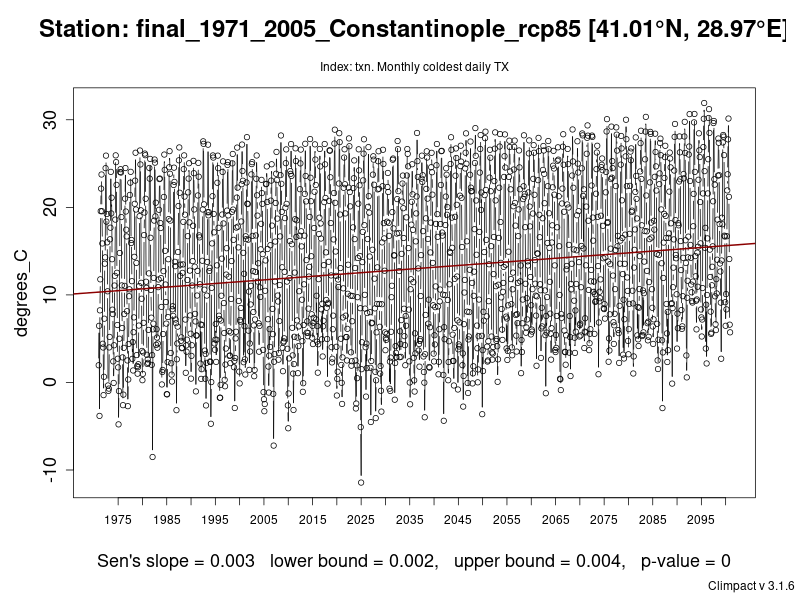 Station: final_1971_2005_Constantinople_rcp85 [41.01°N, 28.97°E]
Index: txn. Monthly coldest daily TX
degrees_C
30
20
10
0
-10
1975 1985 1995 2005 2015 2025 2035 2045 2055 2065 2075 2085 2095
Sen's slope = 0.003 lower bound = 0.002, upper bound = 0.004, p-value = 0
Climpact v 3.1.6